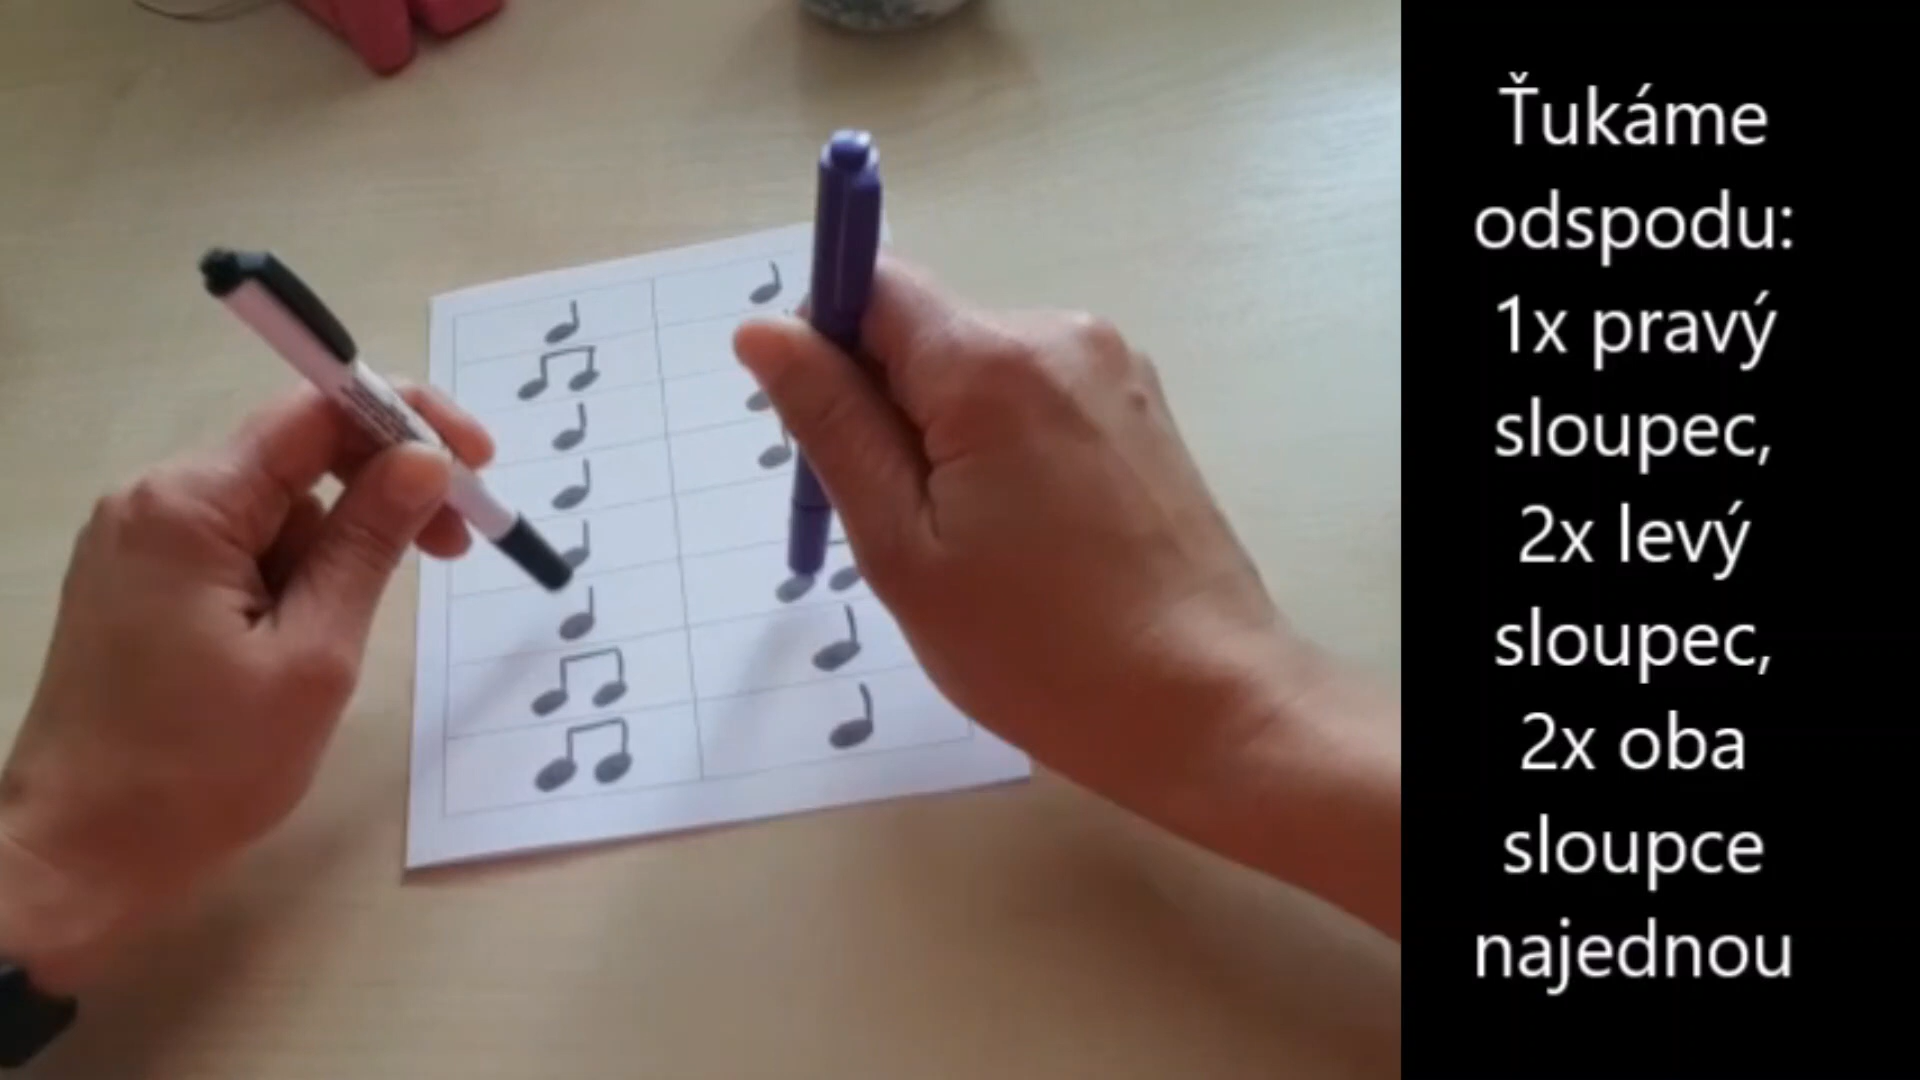 Ťukáme
odspodu:
1x pravý
sloupec,
2x levý
sloupec,
2x oba
sloupce
najednou